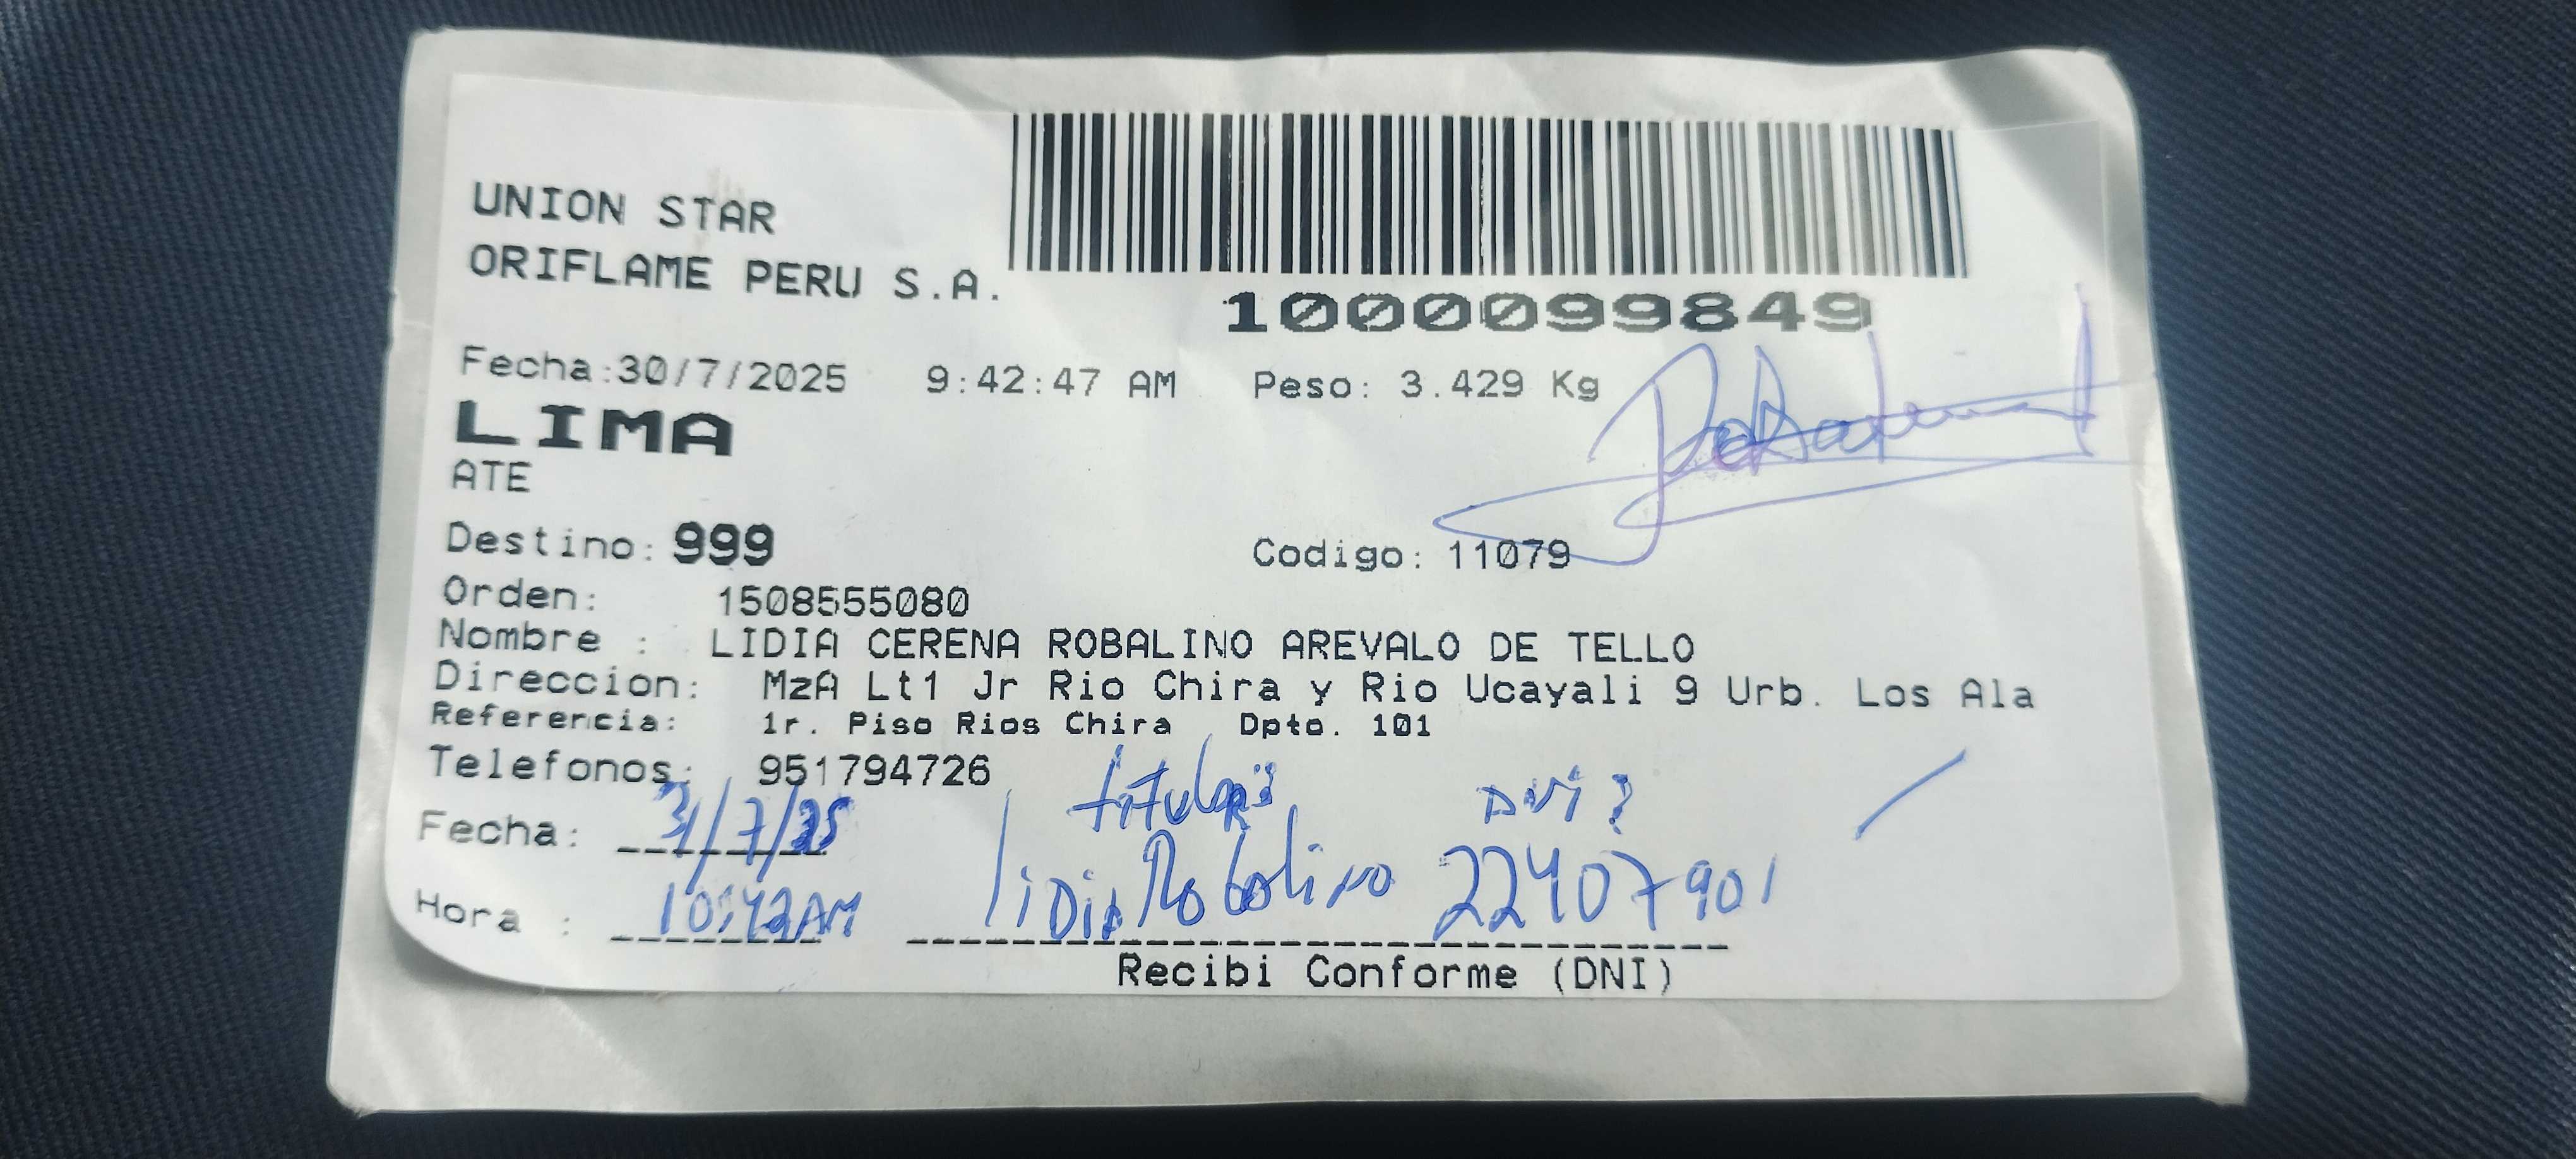 UNION STAR
ORIFLAME PERU S.A.
1000099849
Fecha:30/7/2025 9:42:47 AM Peso: 3.429 Kg
LIMA
ATE
Destino: 999 Codigo: 11079
Orden: 1508555080
Nombre : LIDIA CERENA ROBALINO AREVALO DE TELLO
Direccion: MzA Lt1 Jr Rio Chira y Rio Ucayali 9 Urb. Los Ala
Referencia: 1r. Piso Rios Chira Dpto. 101
Telefonos: 951794726
Fecha: 31/7/25 DNI:
Hora : 10:42AM Lidia Robalino 22407901
Recibi Conforme (DNI)